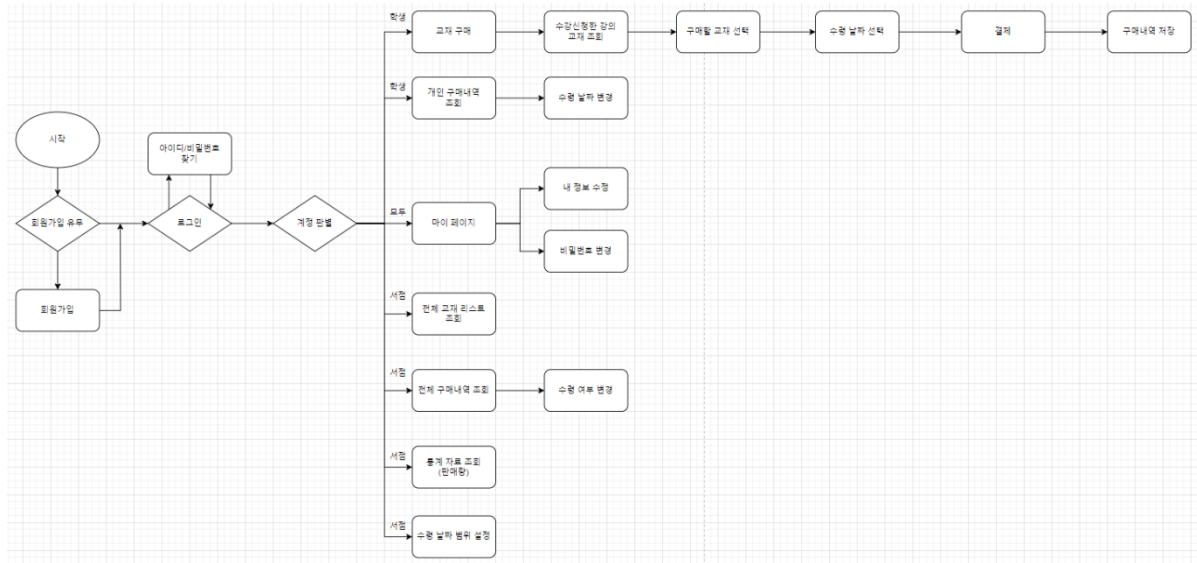 시작
회원가입 유무
회원가입
아이디/비밀번호
찾기
로그인
계정 판별
학생
교재 구매
수강신청한 강의
교재 조회
구매할 교재 선택
수령 날짜 선택
결제
구매내역 저장
학생
개인 구매내역
조회
수령 날짜 변경
모두
마이 페이지
내 정보 수정
비밀번호 변경
서점
전체 교재 리스트
조회
서점
전체 구매내역 조회
수령 여부 변경
서점
통계 자료 조회
(판매량)
서점
수령 날짜 범위 설정